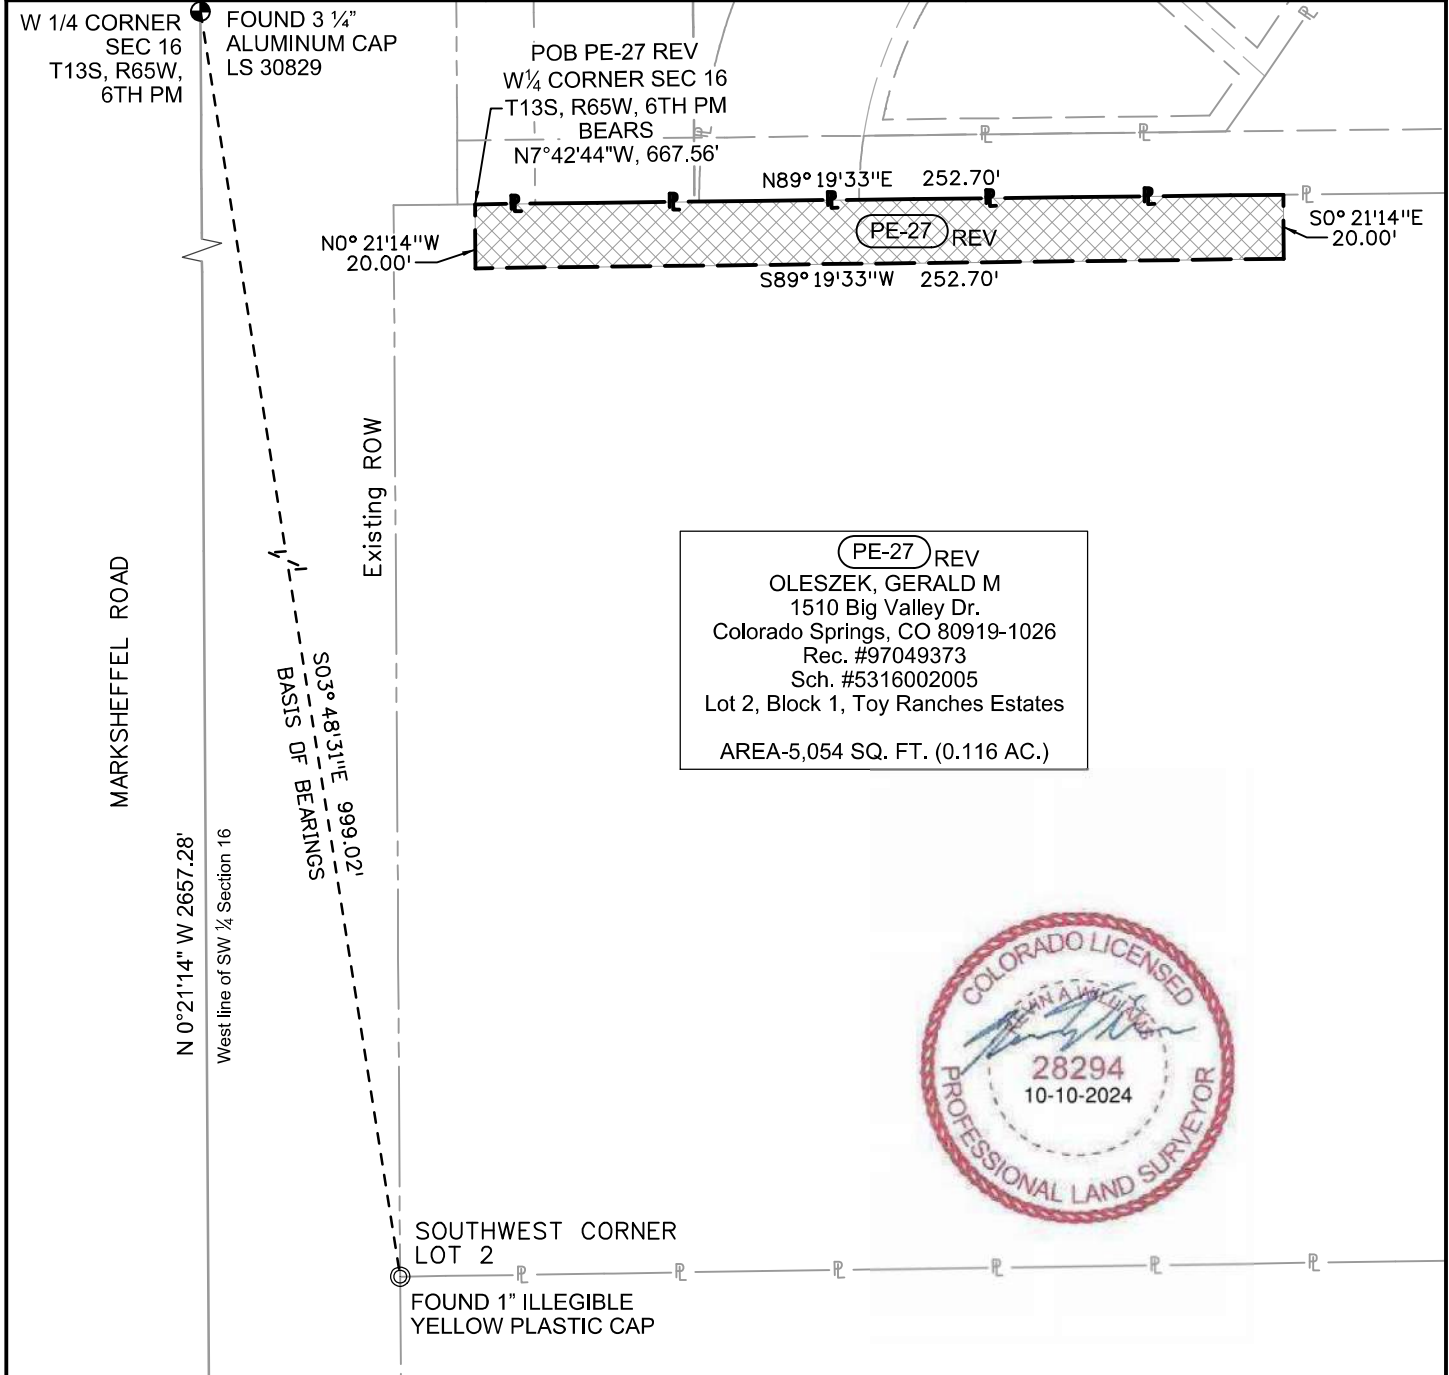 W 1/4 CORNER
SEC 16
T13S, R65W,
6TH PM
FOUND 3 ¼”
ALUMINUM CAP
LS 30829
POB PE-27 REV
W¼ CORNER SEC 16
T13S, R65W, 6TH PM
BEARS
N7°42'44"W, 667.56'
N89°19'33"E 252.70'
N0°21'14"W
20.00'
PE-27 REV
S0°21'14"E
20.00'
S89°19'33"W 252.70'
Existing ROW
MARKSHEFFEL ROAD
S03°48'31"E 999.02'
BASIS OF BEARINGS
N 0°21'14" W 2657.28'
West line of SW ¼ Section 16
PE-27 REV
OLESZEK, GERALD M
1510 Big Valley Dr.
Colorado Springs, CO 80919-1026
Rec. #97049373
Sch. #5316002005
Lot 2, Block 1, Toy Ranches Estates
AREA-5,054 SQ. FT. (0.116 AC.)
COLORADO LICENSED
A WILLIAMS
28294
10-10-2024
PROFESSIONAL LAND SURVEYOR
SOUTHWEST CORNER
LOT 2
FOUND 1” ILLEGIBLE
YELLOW PLASTIC CAP